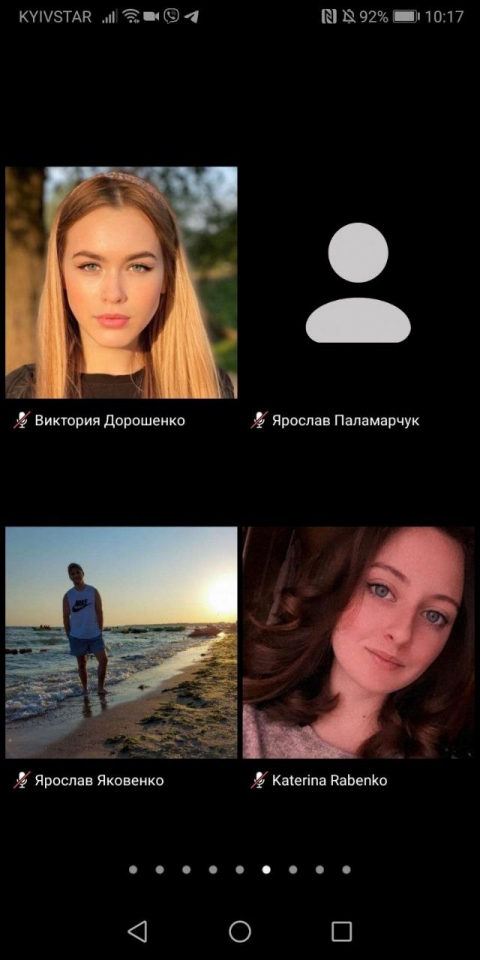 KYIVSTAR 92% 10:17
Виктория Дорошенко
Ярослав Паламарчук
Ярослав Яковенко
Katerina Rabenko